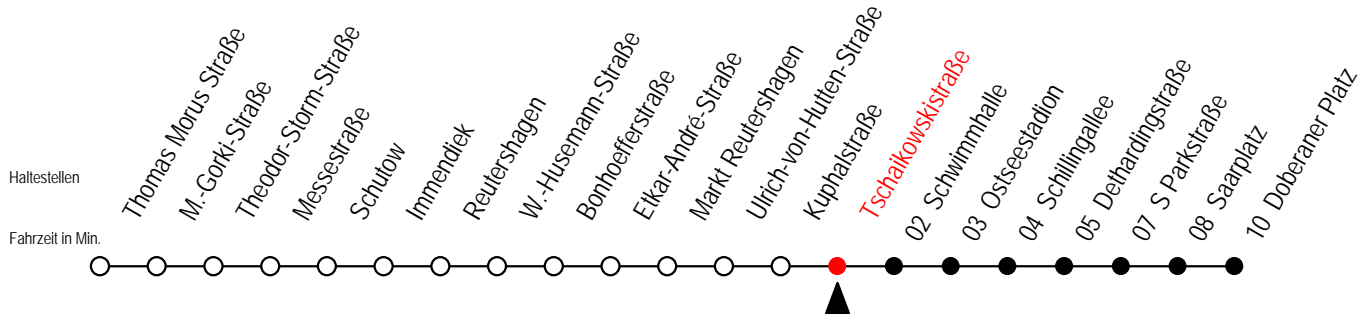 Haltestellen
Fahrzeit in Min.
Thomas Morus Straße
M.-Gorki-Straße
Theodor-Storm-Straße
Messestraße
Schutow
Immendiek
Reutershagen
W.-Husemann-Straße
Bonhoefferstraße
Etkar-André-Straße
Markt Reutershagen
Ulrich-von-Hutten-Straße
Kuphalstraße
Tschaikowskistraße
02 Schwimmhalle
03 Ostseestadion
04 Schillingallee
05 Dethardingstraße
07 S Parkstraße
08 Saarplatz
10 Doberaner Platz